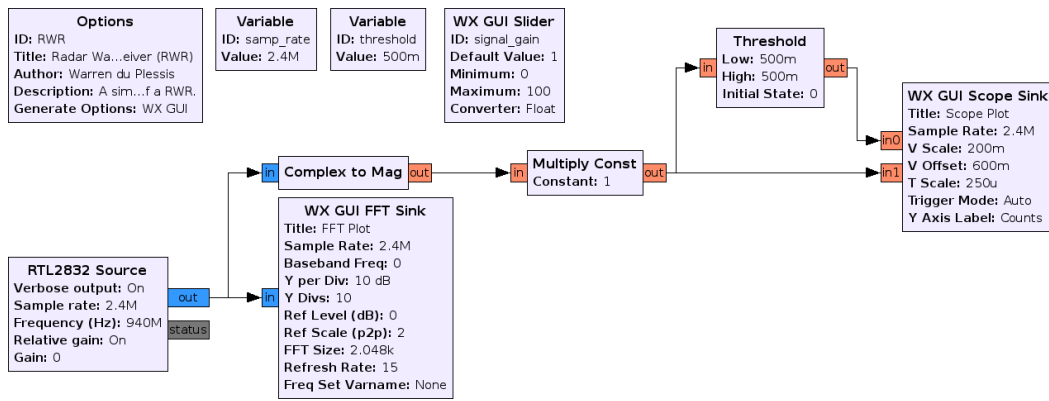 Options
ID: RWR
Title: Radar Wa...eiver (RWR)
Author: Warren du Plessis
Description: A sim...f a RWR.
Generate Options: WX GUI
Variable
ID: samp_rate
Value: 2.4M
Variable
ID: threshold
Value: 500m
WX GUI Slider
ID: signal_gain
Default Value: 1
Minimum: 0
Maximum: 100
Converter: Float
Threshold
Low: 500m
High: 500m
Initial State: 0
in
out
WX GUI Scope Sink
Title: Scope Plot
Sample Rate: 2.4M
V Scale: 200m
V Offset: 600m
T Scale: 250u
Trigger Mode: Auto
Y Axis Label: Counts
in0
in1
in
Complex to Mag
out
in
Multiply Const
Constant: 1
out
WX GUI FFT Sink
Title: FFT Plot
Sample Rate: 2.4M
Baseband Freq: 0
Y per Div: 10 dB
Y Divs: 10
Ref Level (dB): 0
Ref Scale (p2p): 2
FFT Size: 2.048k
Refresh Rate: 15
Freq Set Varname: None
in
RTL2832 Source
Verbose output: On
Sample rate: 2.4M
Frequency (Hz): 940M
Relative gain: On
Gain: 0
out
status